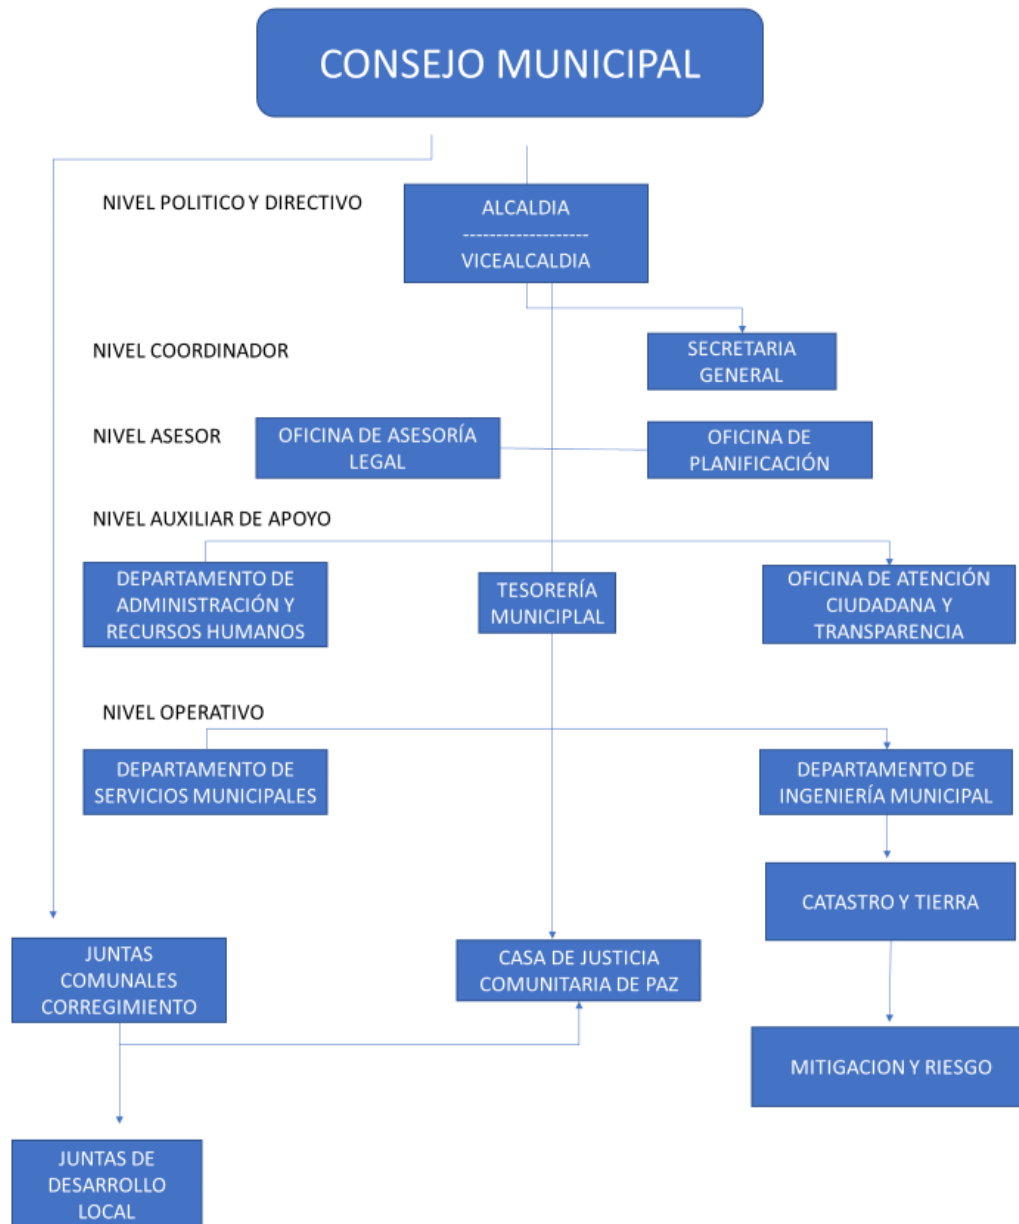 CONSEJO MUNICIPAL
NIVEL POLITICO Y DIRECTIVO
ALCALDIA
-------------------
VICEALCALDIA
NIVEL COORDINADOR
SECRETARIA
GENERAL
NIVEL ASESOR
OFICINA DE ASESORÍA
LEGAL
OFICINA DE
PLANIFICACIÓN
NIVEL AUXILIAR DE APOYO
DEPARTAMENTO DE
ADMINISTRACIÓN Y
RECURSOS HUMANOS
TESORERÍA
MUNICIPLAL
OFICINA DE ATENCIÓN
CIUDADANA Y
TRANSPARENCIA
NIVEL OPERATIVO
DEPARTAMENTO DE
SERVICIOS MUNICIPALES
DEPARTAMENTO DE
INGENIERÍA MUNICIPAL
CATASTRO Y TIERRA
JUNTAS
COMUNALES
CORREGIMIENTO
CASA DE JUSTICIA
COMUNITARIA DE PAZ
MITIGACION Y RIESGO
JUNTAS DE
DESARROLLO
LOCAL